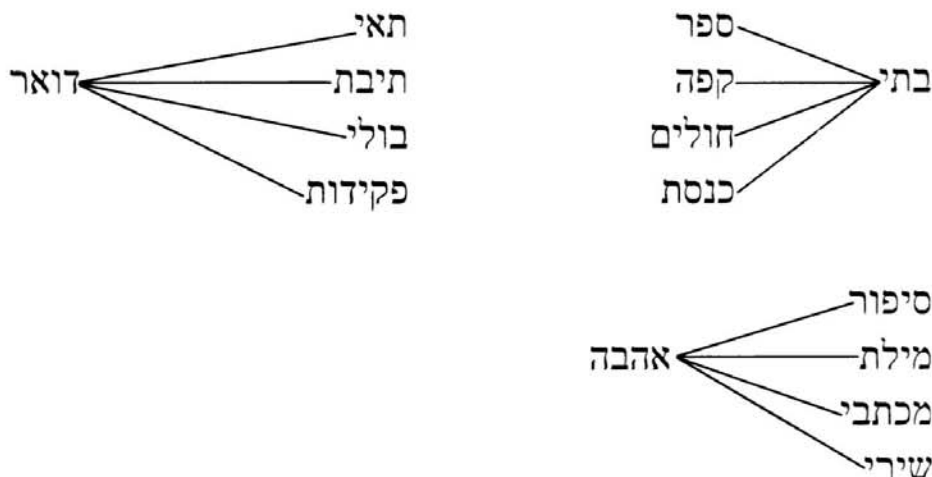 ספר
קפה
בתי
חולים
כנסת
תאי
תיבת
דואר
בולי
פקידות
סיפור
מילת
אהבה
מכתבי
שירי